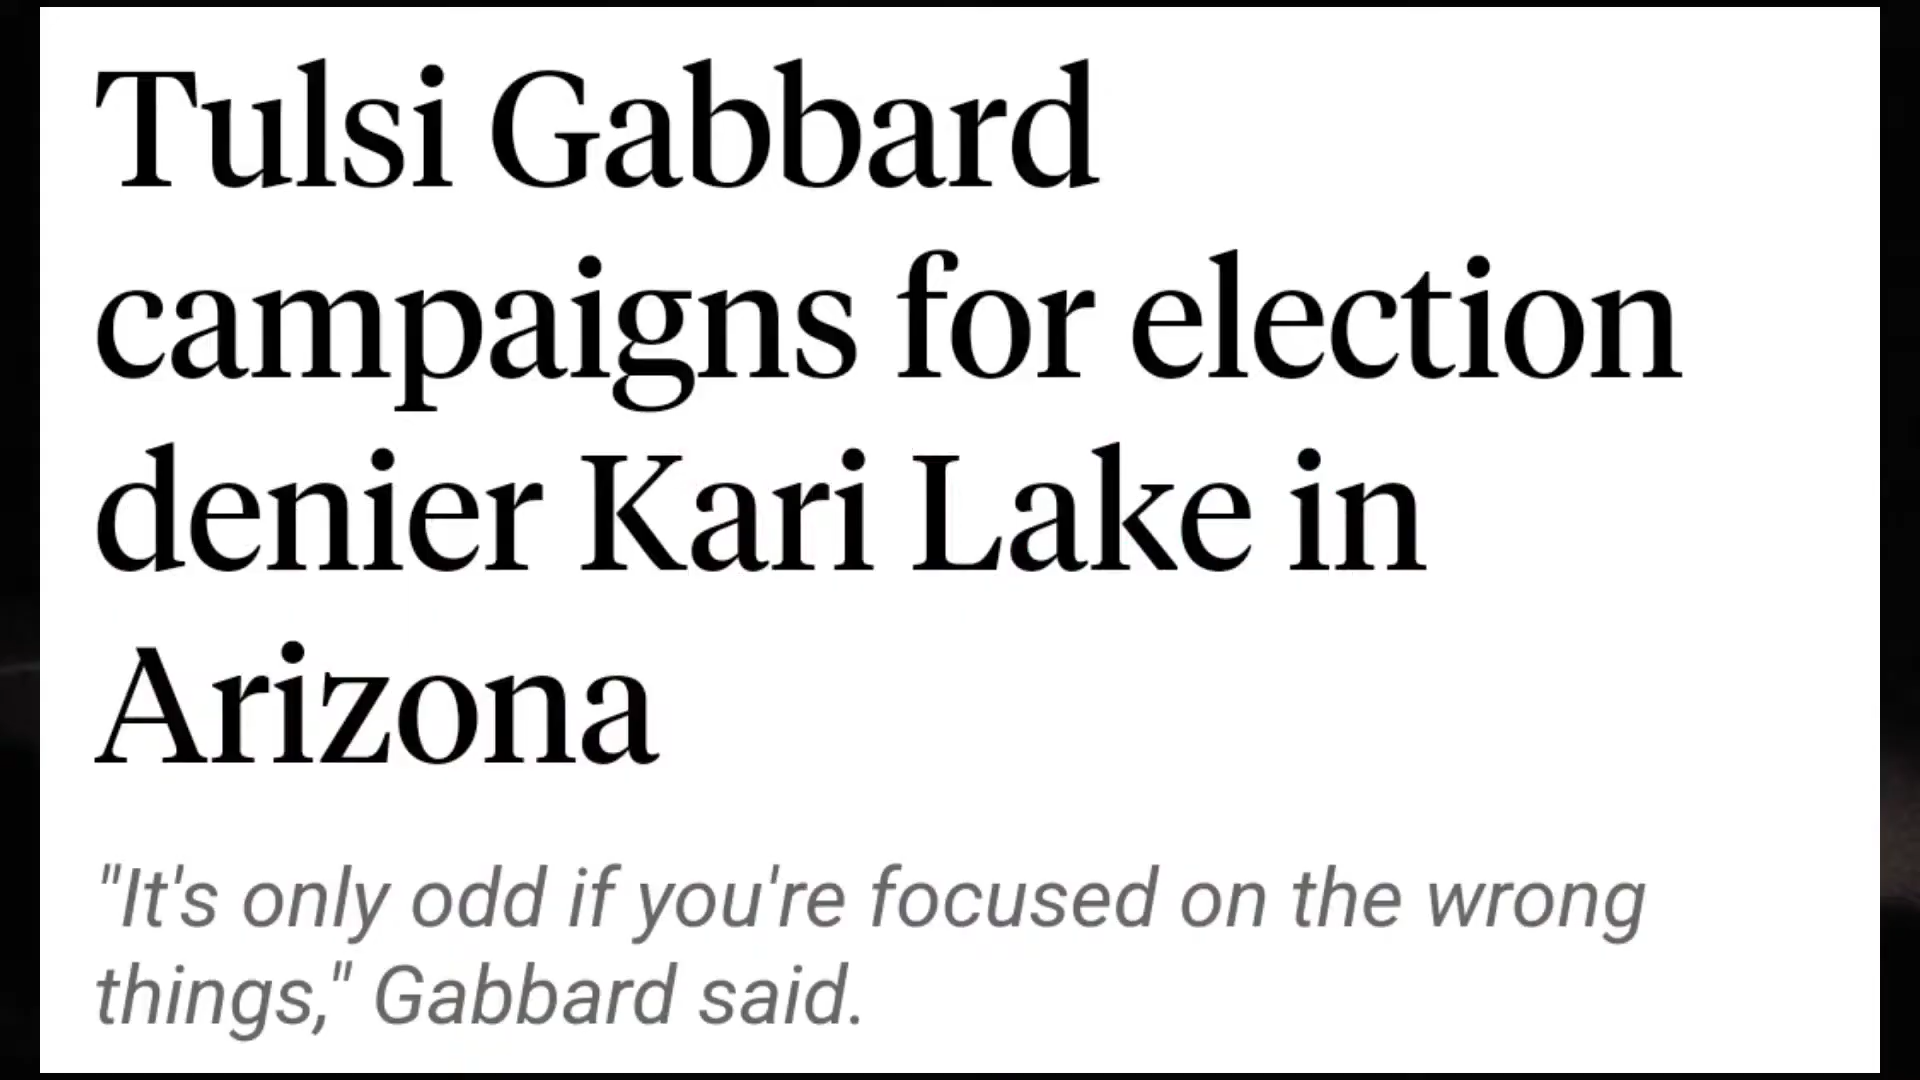 Tulsi Gabbard
campaigns for election
denier Kari Lake in
Arizona
"It's only odd if you're focused on the wrong
things," Gabbard said.